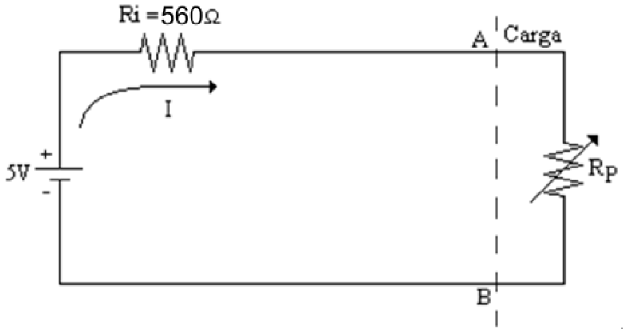 Ri =560Ω
A Carga
I
+
5V
-
RP
B